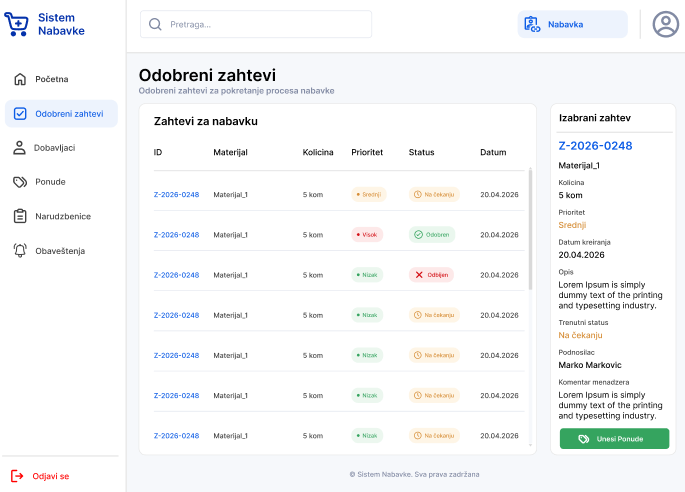 Sistem
Nabavke
Pretraga...
Nabavka
Početna
Odobreni zahtevi
Dobavljaci
Ponude
Narudzbenice
Obaveštenja
Odjavi se
Odobreni zahtevi
Odobreni zahtevi za pokretanje procesa nabavke
Zahtevi za nabavku
ID Materijal Kolicina Prioritet Status Datum
Z-2026-0248 Materijal_1 5 kom Srednji Na čekanju 20.04.2026
Z-2026-0248 Materijal_1 5 kom Visok Odobren 20.04.2026
Z-2026-0248 Materijal_1 5 kom Nizak Odbijen 20.04.2026
Z-2026-0248 Materijal_1 5 kom Nizak Na čekanju 20.04.2026
Z-2026-0248 Materijal_1 5 kom Nizak Na čekanju 20.04.2026
Z-2026-0248 Materijal_1 5 kom Nizak Na čekanju 20.04.2026
Z-2026-0248 Materijal_1 5 kom Nizak Na čekanju 20.04.2026
Izabrani zahtev
Z-2026-0248
Materijal_1
Kolicina
5 kom
Prioritet
Srednji
Datum kreiranja
20.04.2026
Opis
Lorem Ipsum is simply
dummy text of the printing
and typesetting industry.
Trenutni status
Na čekanju
Podnosilac
Marko Markovic
Komentar menadzera
Lorem Ipsum is simply
dummy text of the printing
and typesetting industry.
Unesi Ponude
© Sistem Nabavke. Sva prava zadržana